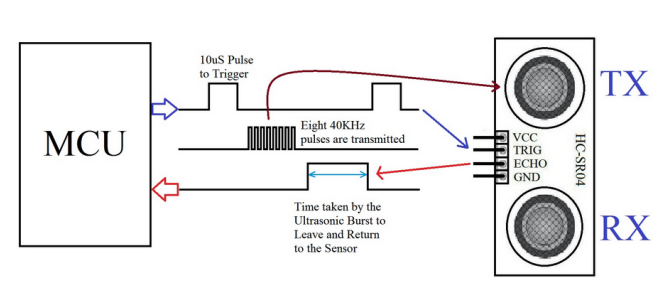 MCU
10uS Pulse
to Trigger
Eight 40KHz
pulses are transmitted
Time taken by the
Ultrasonic Burst to
Leave and Return
to the Sensor
VCC
TRIG
ECHO
GND
HC-SR04
TX
RX